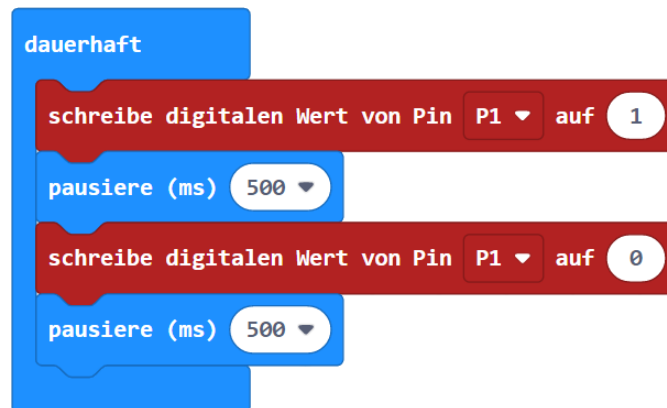 dauerhaft
schreibe digitalen Wert von Pin P1 auf 1
pausiere (ms) 500
schreibe digitalen Wert von Pin P1 auf 0
pausiere (ms) 500